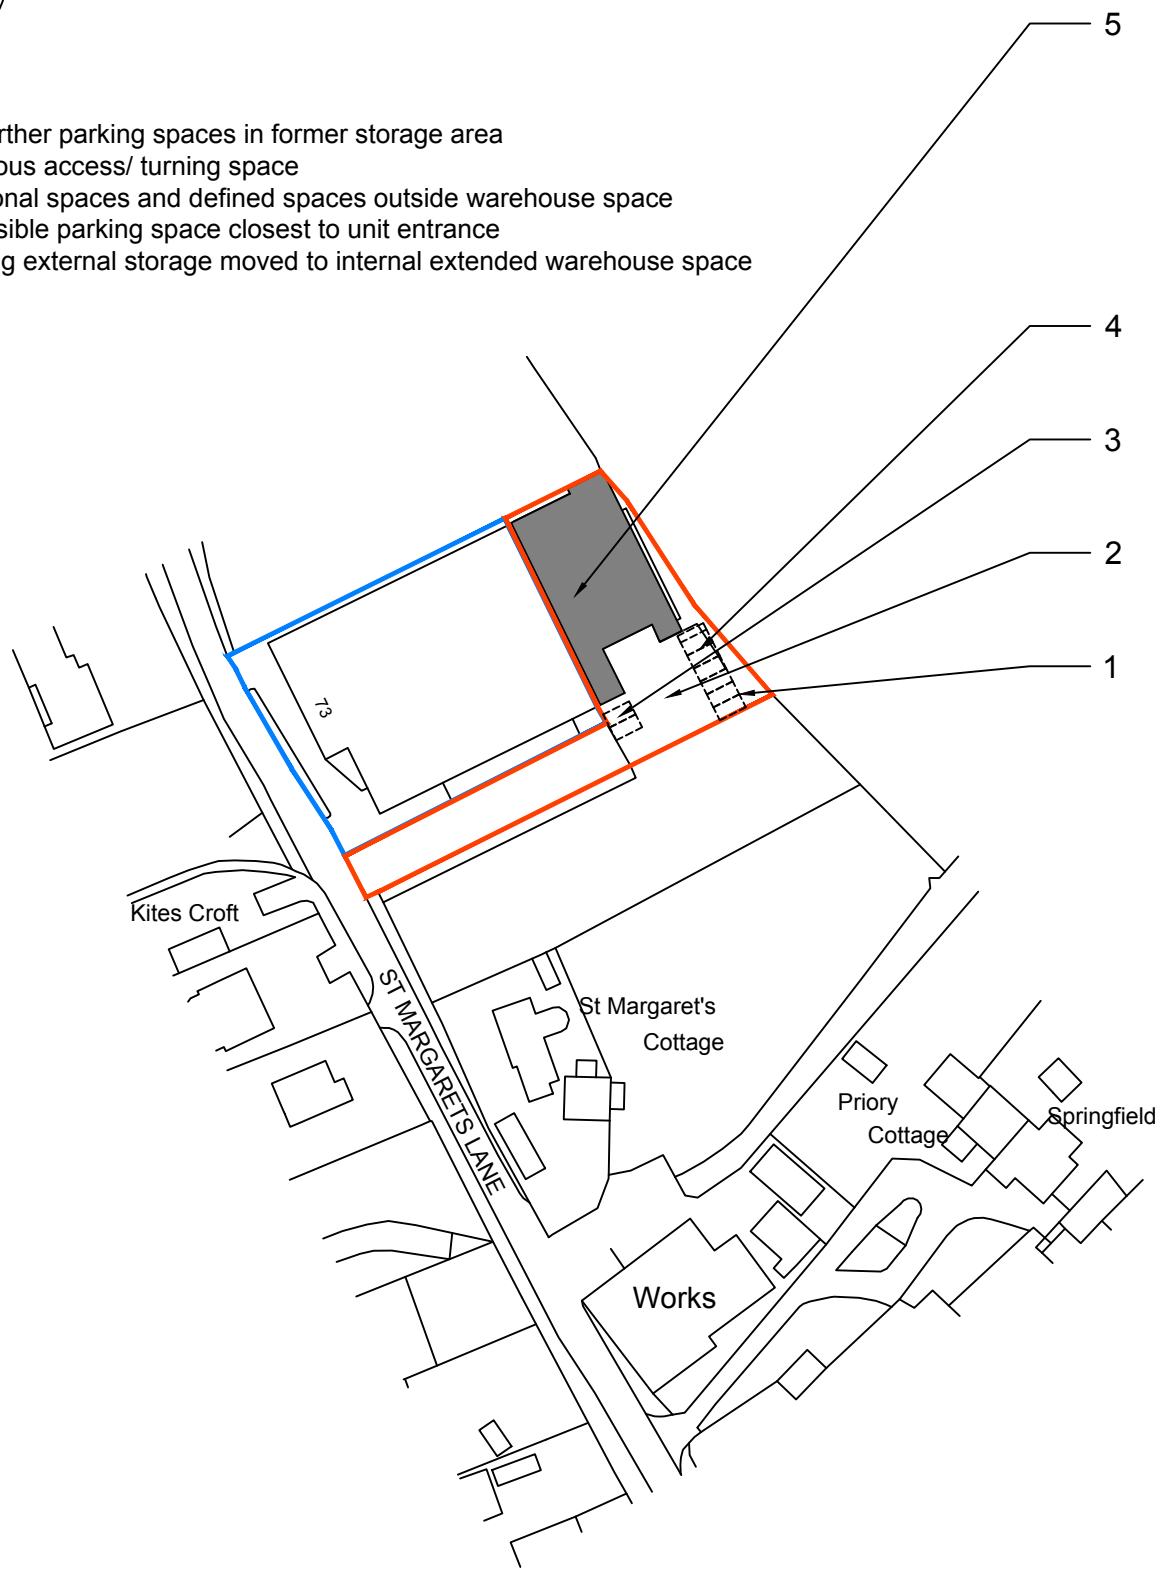 5
rther parking spaces in former storage area
ous access/ turning space
onal spaces and defined spaces outside warehouse space
sible parking space closest to unit entrance
g external storage moved to internal extended warehouse space
4
3
2
1
73
Kites Croft
ST MARGARETS LANE
St Margaret's
Cottage
Priory
Cottage
Springfield
Works